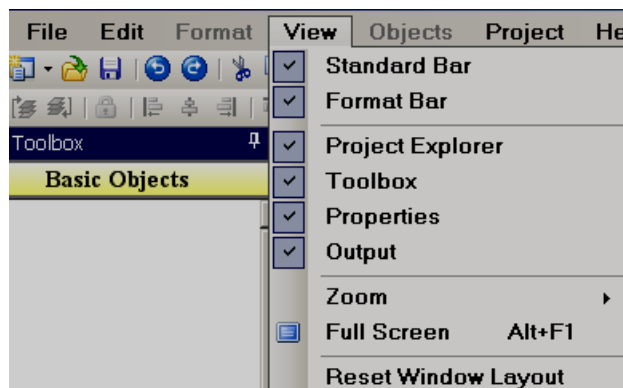 File Edit Format View Objects Project He
Standard Bar
Format Bar
Toolbox
Project Explorer
Basic Objects
Toolbox
Properties
Output
Zoom
Full Screen Alt+F1
Reset Window Layout